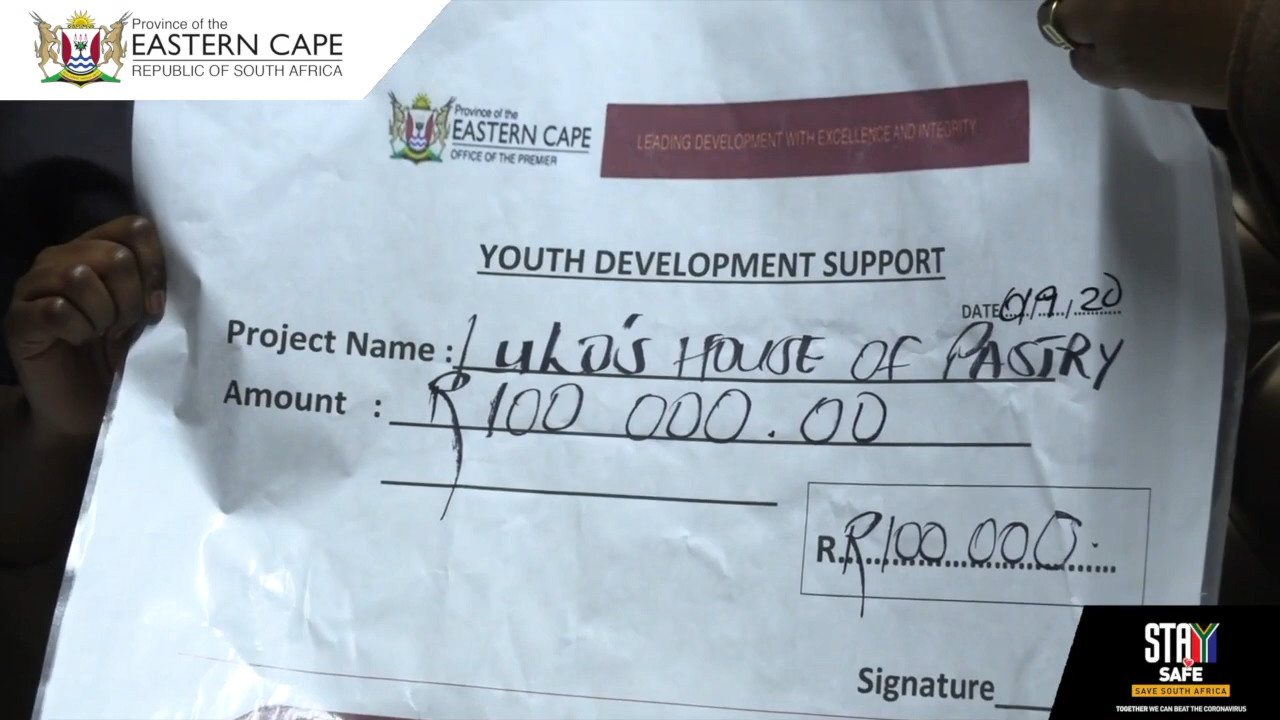 Province of the
EASTERN CAPE
REPUBLIC OF SOUTH AFRICA
Province of the
EASTERN CAPE
OFFICE OF THE PREMIER
LEADING DEVELOPMENT WITH EXCELLENCE AND INTEGRITY
YOUTH DEVELOPMENT SUPPORT
DATE 01/9/20
Project Name : Luko's HOUSE OF PASTRY
Amount : R100 000.00
R R100 000.
Signature
STAY
SAFE
SAVE SOUTH AFRICA
TOGETHER WE CAN BEAT THE CORONAVIRUS